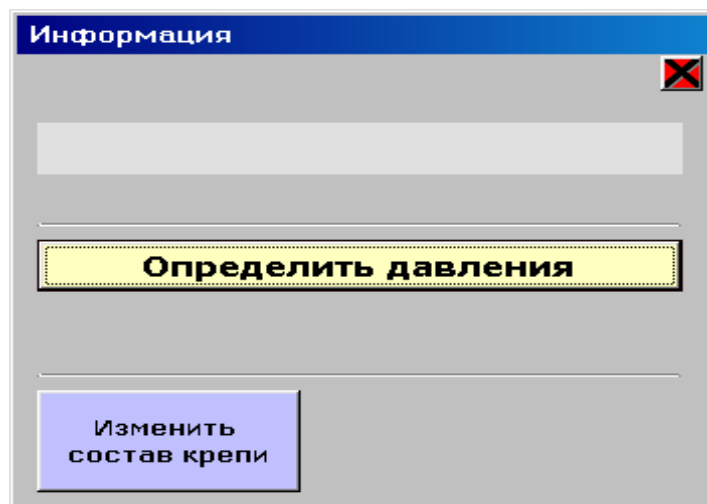 Информация
Определить давления
Изменить
состав крепи